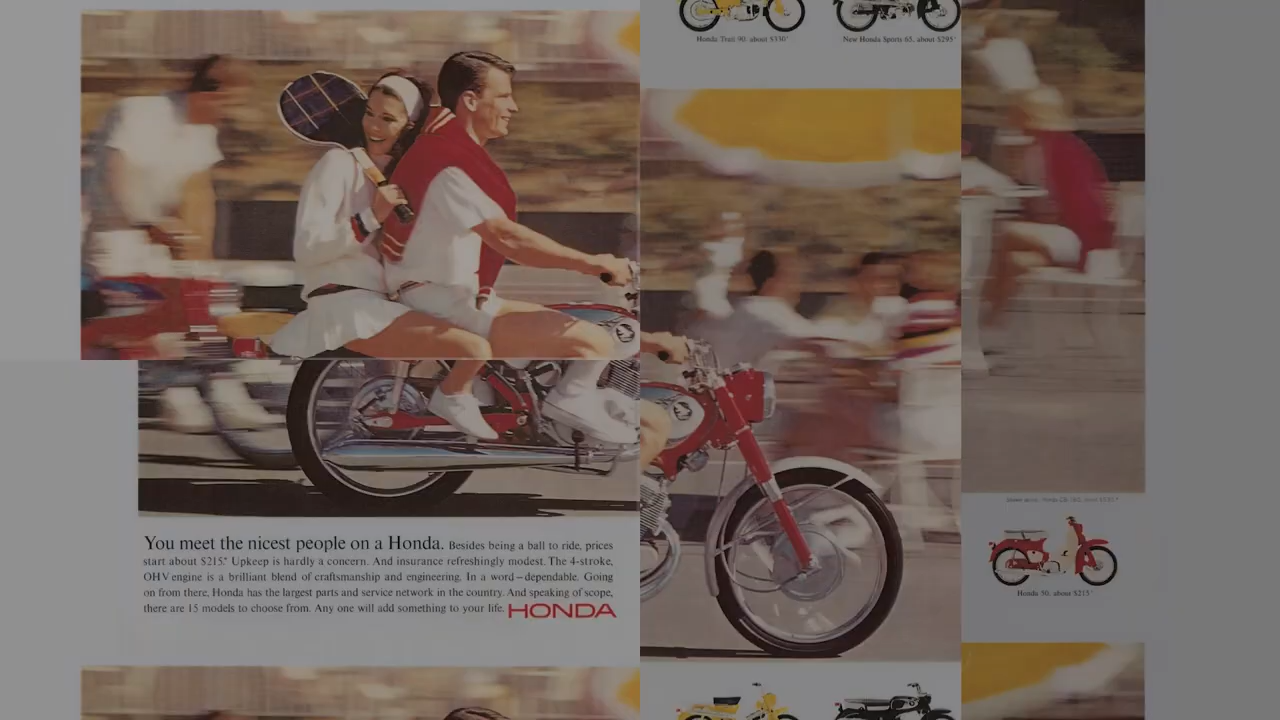 Honda Trail 90, about $330*
New Honda Sports 65, about $295*
You meet the nicest people on a Honda. Besides being a ball to ride, prices
start about $215.* Upkeep is hardly a concern. And insurance refreshingly modest. The 4-stroke,
OHV engine is a brilliant blend of craftsmanship and engineering. In a word–dependable. Going
on from there, Honda has the largest parts and service network in the country. And speaking of scope,
there are 15 models to choose from. Any one will add something to your life. HONDA
Honda 50, about $215*